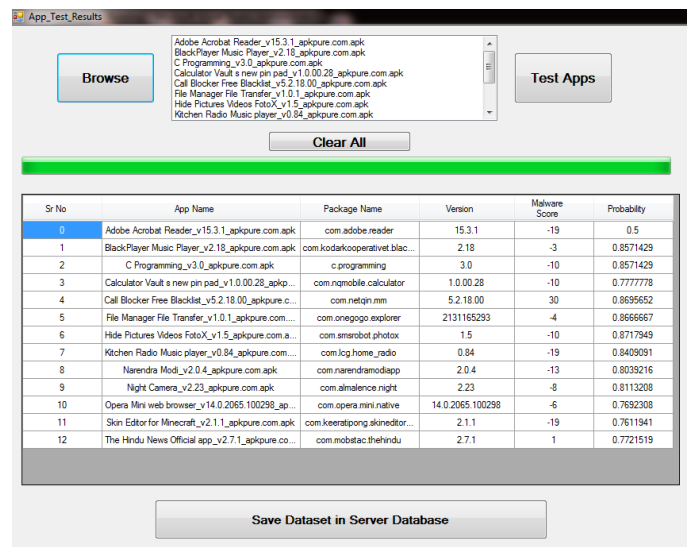 App_Test_Results
Browse
Adobe Acrobat Reader_v15.3.1_apkpure.com.apk
BlackPlayer Music Player_v2.18_apkpure.com.apk
C Programming_v3.0_apkpure.com.apk
Calculator Vault s new pin pad_v1.0.00.28_apkpure.com.apk
Call Blocker Free Blacklist_v5.2.18.00_apkpure.com.apk
File Manager File Transfer_v1.0.1_apkpure.com.apk
Hide Pictures Videos FotoX_v1.5_apkpure.com.apk
Kitchen Radio Music player_v0.84_apkpure.com.apk
Test Apps
Clear All
Sr No App Name Package Name Version Malware Score Probability
0 Adobe Acrobat Reader_v15.3.1_apkpure.com.apk com.adobe.reader 15.3.1 -19 0.5
1 BlackPlayer Music Player_v2.18_apkpure.com.apk com.kodarkooperativet.blac... 2.18 -3 0.8571429
2 C Programming_v3.0_apkpure.com.apk c.programming 3.0 -10 0.8571429
3 Calculator Vault s new pin pad_v1.0.00.28_apkp... com.nqmobile.calculator 1.0.00.28 -10 0.7777778
4 Call Blocker Free Blacklist_v5.2.18.00_apkpure.c... com.netqin.mm 5.2.18.00 30 0.8695652
5 File Manager File Transfer_v1.0.1_apkpure.com.... com.onegogo.explorer 2131165293 -4 0.8666667
6 Hide Pictures Videos FotoX_v1.5_apkpure.com.a... com.smsrobot.photox 1.5 -10 0.8717949
7 Kitchen Radio Music player_v0.84_apkpure.com.... com.lcg.home_radio 0.84 -19 0.8409091
8 Narendra Modi_v2.0.4_apkpure.com.apk com.narendramodiapp 2.0.4 -13 0.8039216
9 Night Camera_v2.23_apkpure.com.apk com.almalence.night 2.23 -8 0.8113208
10 Opera Mini web browser_v14.0.2065.100298_ap... com.opera.mini.native 14.0.2065.100298 -6 0.7692308
11 Skin Editor for Minecraft_v2.1.1_apkpure.com.apk com.keeratipong.skineditor... 2.1.1 -19 0.7611941
12 The Hindu News Official app_v2.7.1_apkpure.co... com.mobstac.thehindu 2.7.1 1 0.7721519
Save Dataset in Server Database